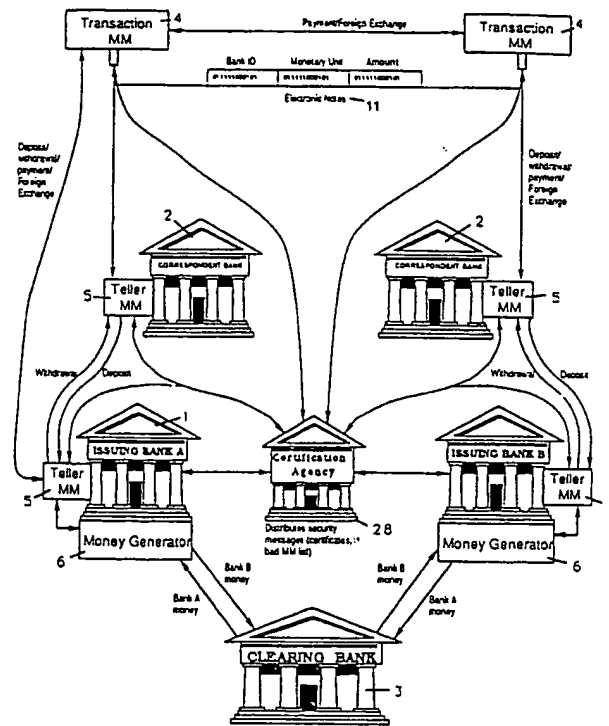 Transaction
MM
4
Payment/Foreign Exchange
Transaction
MM
4
Bank ID
Monetary Unit
Amount
Electronic Notes
11
Deposit/
withdrawal/
payment/
Foreign
Exchange
Deposit/
withdrawal/
payment/
Foreign
Exchange
2
CORRESPONDENT BANK
2
CORRESPONDENT BANK
5
Teller
MM
Teller
MM
5
Withdrawal
Deposit
Withdrawal
Deposit
1
ISSUING BANK A
Certification
Agency
ISSUING BANK B
Teller
MM
5
Teller
MM
28
Distributes security
messages (certificates,
bad MM list)
6
Money Generator
Money Generator
6
Bank B
money
Bank A
money
Bank B
money
Bank A
money
CLEARING BANK
3